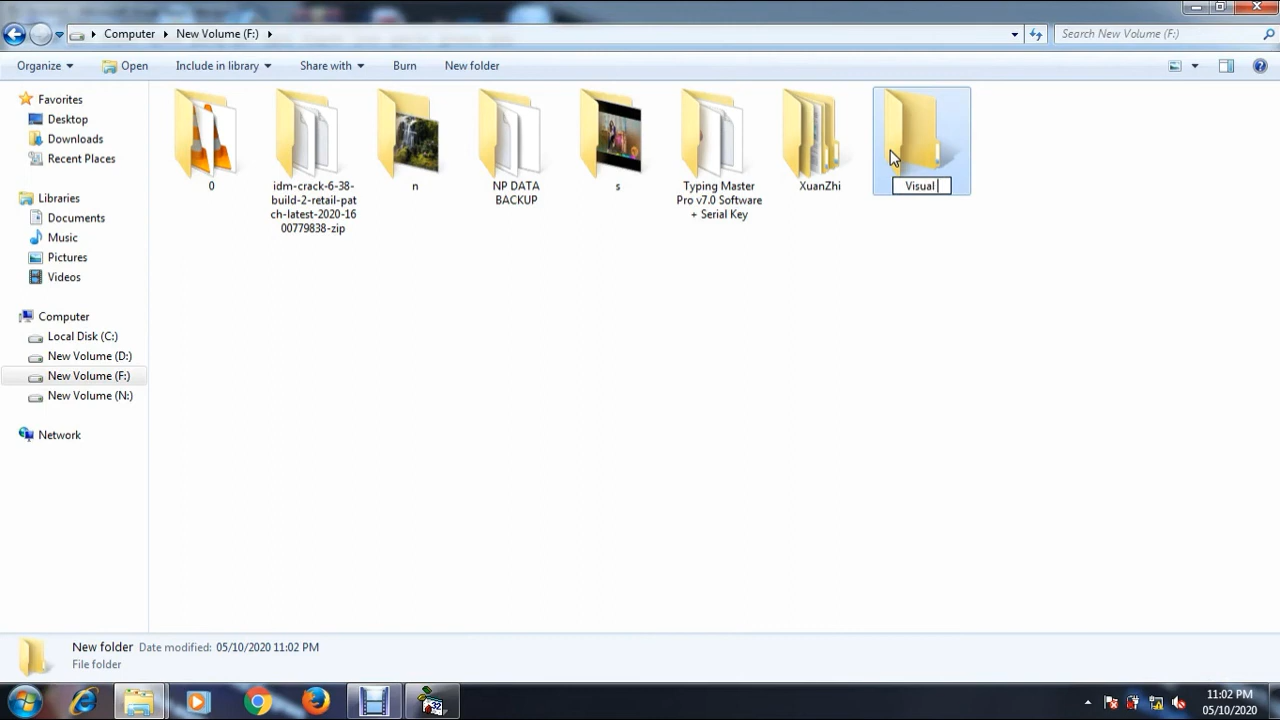 Computer
New Volume (F:)
Search New Volume (F:)
Organize
Open
Include in library
Share with
Burn
New folder
Favorites
Desktop
Downloads
Recent Places
Libraries
Documents
Music
Pictures
Videos
Computer
Local Disk (C:)
New Volume (D:)
New Volume (F:)
New Volume (N:)
Network
0
idm-crack-6-38-
build-2-retail-pat
ch-latest-2020-16
00779838-zip
n
NP DATA
BACKUP
s
Typing Master
Pro v7.0 Software
+ Serial Key
XuanZhi
Visual
New folder
Date modified: 05/10/2020 11:02 PM
File folder
32
11:02 PM
05/10/2020